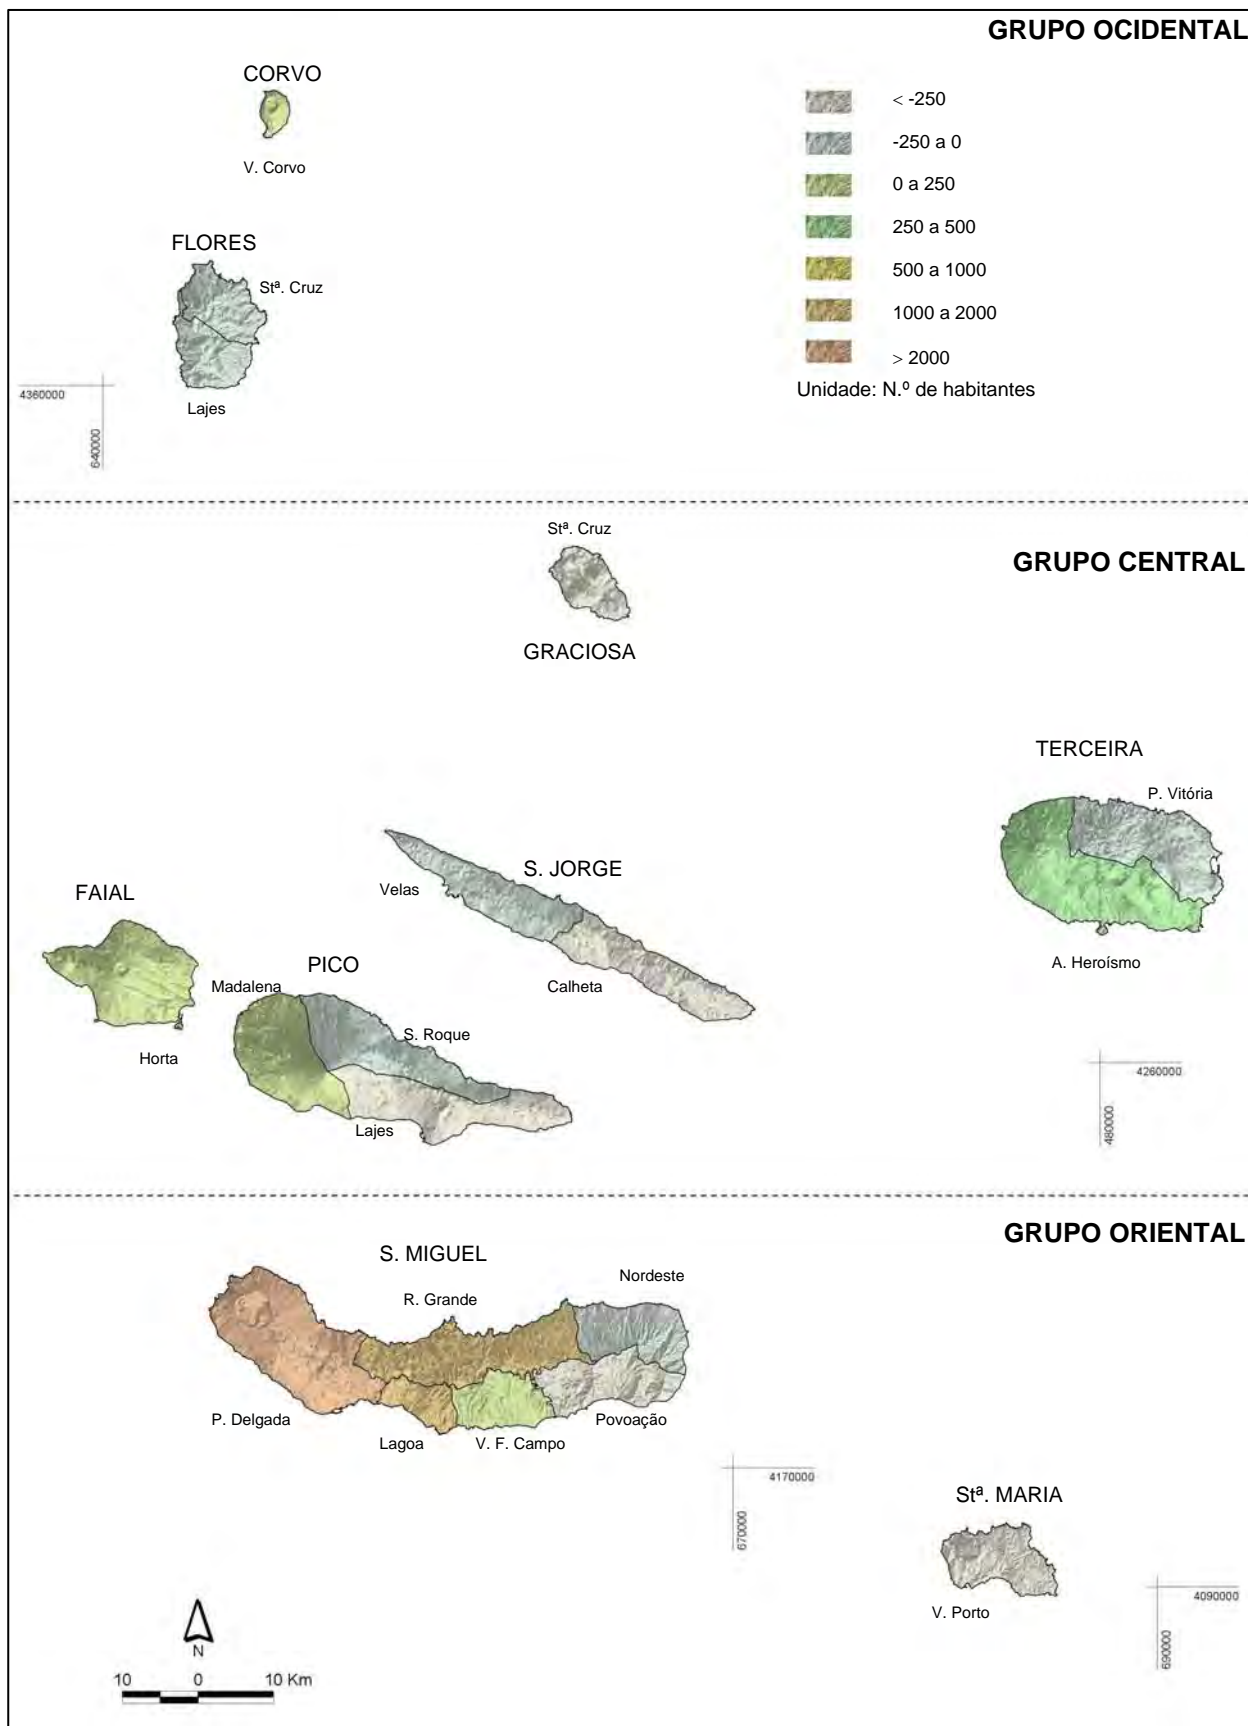 GRUPO OCIDENTAL
CORVO
V. Corvo
FLORES
Stª. Cruz
Lajes
4360000
640000
< -250
-250 a 0
0 a 250
250 a 500
500 a 1000
1000 a 2000
> 2000
Unidade: N.º de habitantes
GRUPO CENTRAL
Stª. Cruz
GRACIOSA
TERCEIRA
P. Vitória
A. Heroísmo
S. JORGE
Velas
Calheta
FAIAL
Horta
PICO
Madalena
S. Roque
Lajes
4260000
480000
GRUPO ORIENTAL
S. MIGUEL
Nordeste
R. Grande
P. Delgada
Lagoa
V. F. Campo
Povoação
4170000
670000
Stª. MARIA
V. Porto
4090000
690000
N
10 0 10 Km